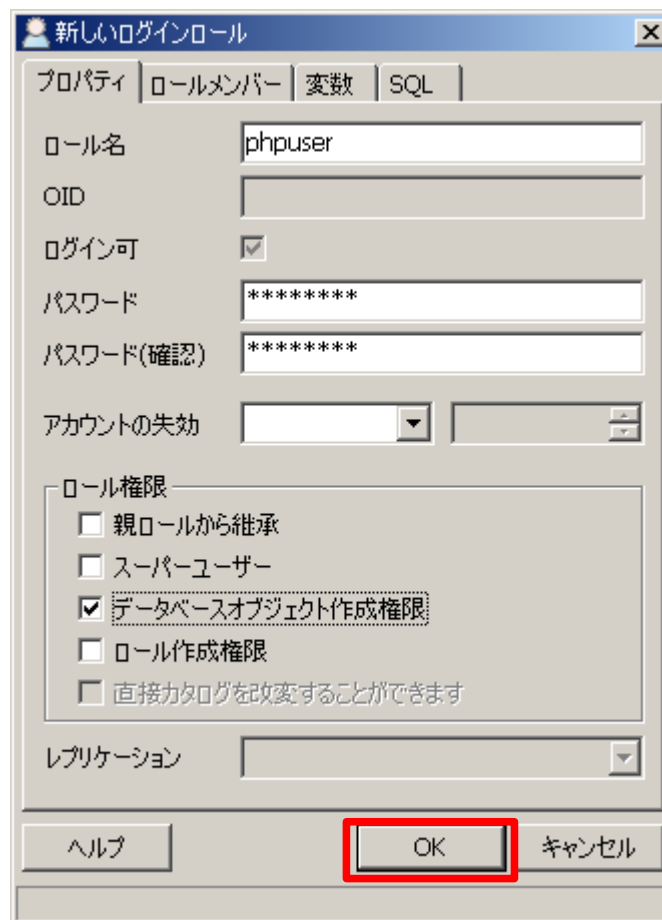 新しいログインロール
プロパティ ロールメンバー 変数 SQL
ロール名 phpuser
OID
ログイン可
パスワード ********
パスワード(確認) ********
アカウントの失効
ロール権限
親ロールから継承
スーパーユーザー
データベースオブジェクト作成権限
ロール作成権限
直接カタログを改変することができます
レプリケーション
ヘルプ OK キャンセル